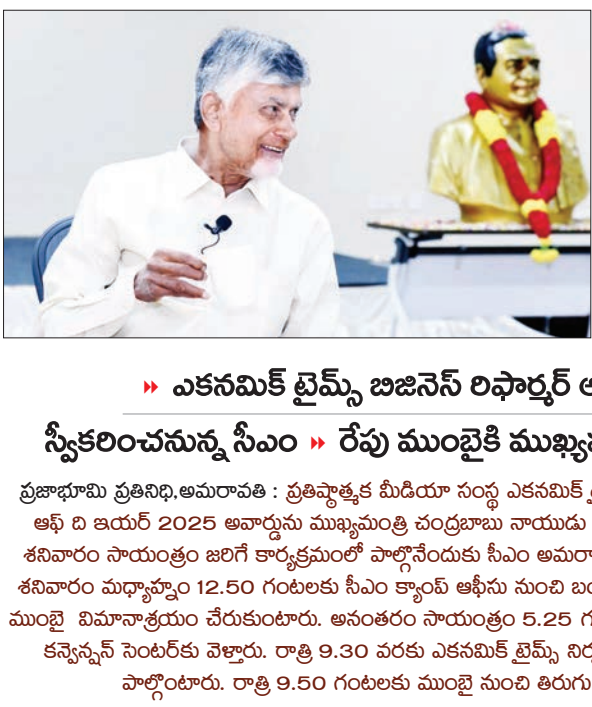 ఎకనమిక్ టైమ్స్ బిజినెస్ రిఫార్మర్
స్వీకరించనున్న సీఎం రేపు ముంబైకి
ప్రజాభూమి ప్రతినిధి,అమరావతి : ప్రతిష్ఠాత్మక మీడియా సంస్థ ఎకనమిక్
ఆఫ్ ది ఇయర్ 2025 అవార్డును ముఖ్యమంత్రి చంద్రబాబు నాయుడు
శనివారం సాయంత్రం జరిగే కార్యక్రమంలో పాల్గొనేందుకు సీఎం
శనివారం మధ్యాహ్నం 12.50 గంటలకు సీఎం క్యాంప్ ఆఫీసు నుంచి
ముంబై విమానాశ్రయం చేరుకుంటారు. అనంతరం సాయంత్రం 5.25
కన్వెన్షన్ సెంటర్‌కు వెళ్తారు. రాత్రి 9.30 వరకు ఎకనమిక్ టైమ్స్
పాల్గొంటారు. రాత్రి 9.50 గంటలకు ముంబై నుంచి తిరుగు